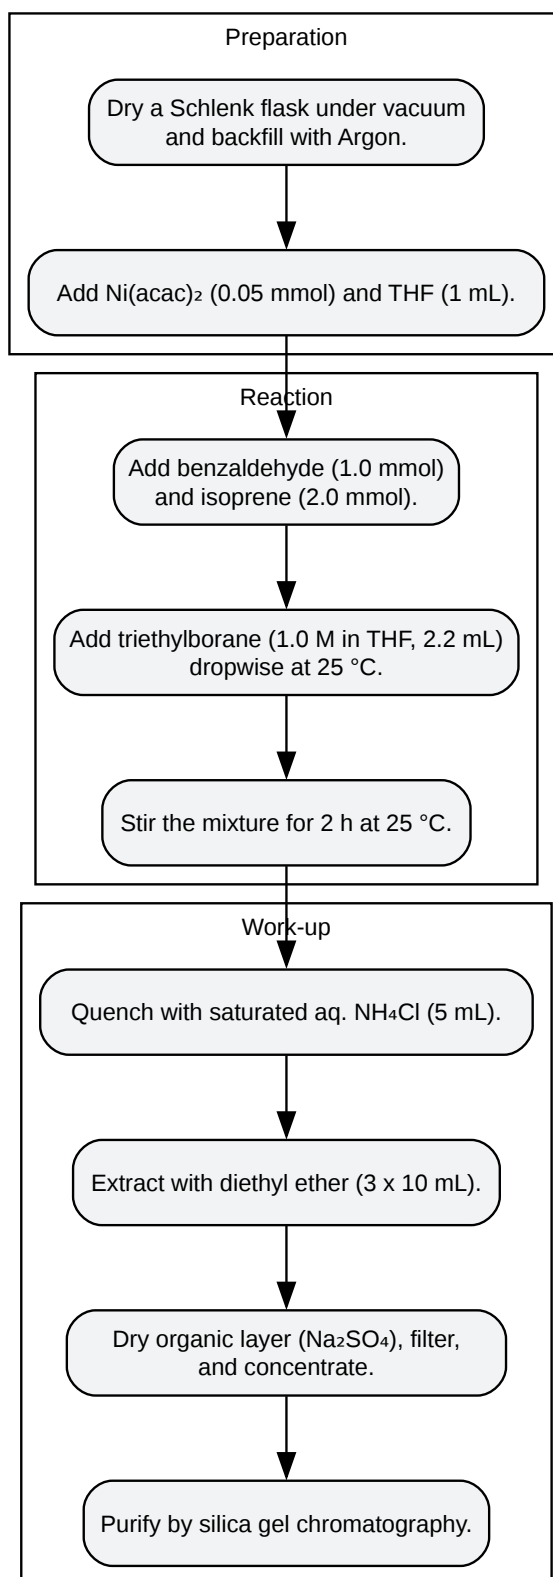 Preparation
Dry a Schlenk flask under vacuum
and backfill with Argon.
Add Ni(acac)₂ (0.05 mmol) and THF (1 mL).
Reaction
Add benzaldehyde (1.0 mmol)
and isoprene (2.0 mmol).
Add triethylborane (1.0 M in THF, 2.2 mL)
dropwise at 25 °C.
Stir the mixture for 2 h at 25 °C.
Work-up
Quench with saturated aq. NH₄Cl (5 mL).
Extract with diethyl ether (3 x 10 mL).
Dry organic layer (Na₂SO₄), filter,
and concentrate.
Purify by silica gel chromatography.